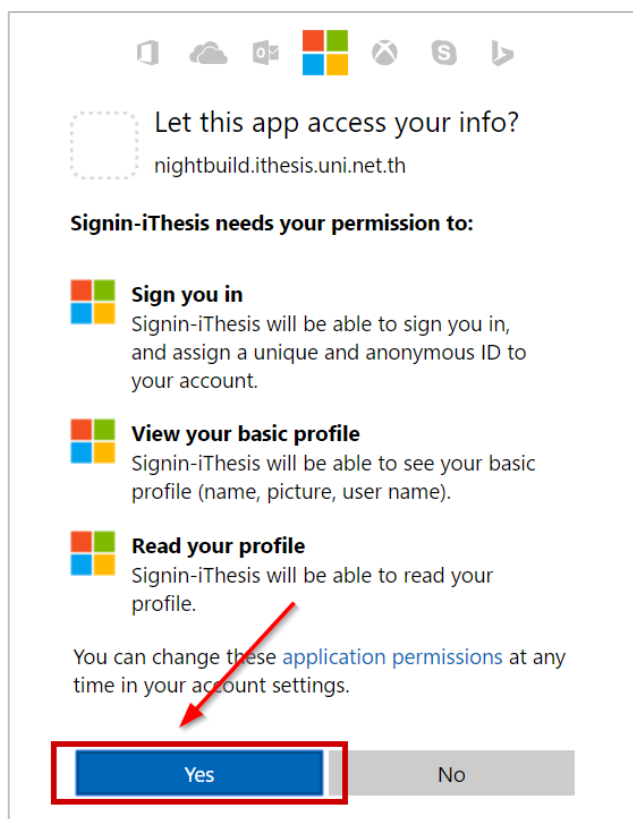 Let this app access your info?
nightbuild.ithesis.uni.net.th
Signin-iThesis needs your permission to:
Sign you in
Signin-iThesis will be able to sign you in,
and assign a unique and anonymous ID to
your account.
View your basic profile
Signin-iThesis will be able to see your basic
profile (name, picture, user name).
Read your profile
Signin-iThesis will be able to read your
profile.
You can change these application permissions at any
time in your account settings.
Yes
No